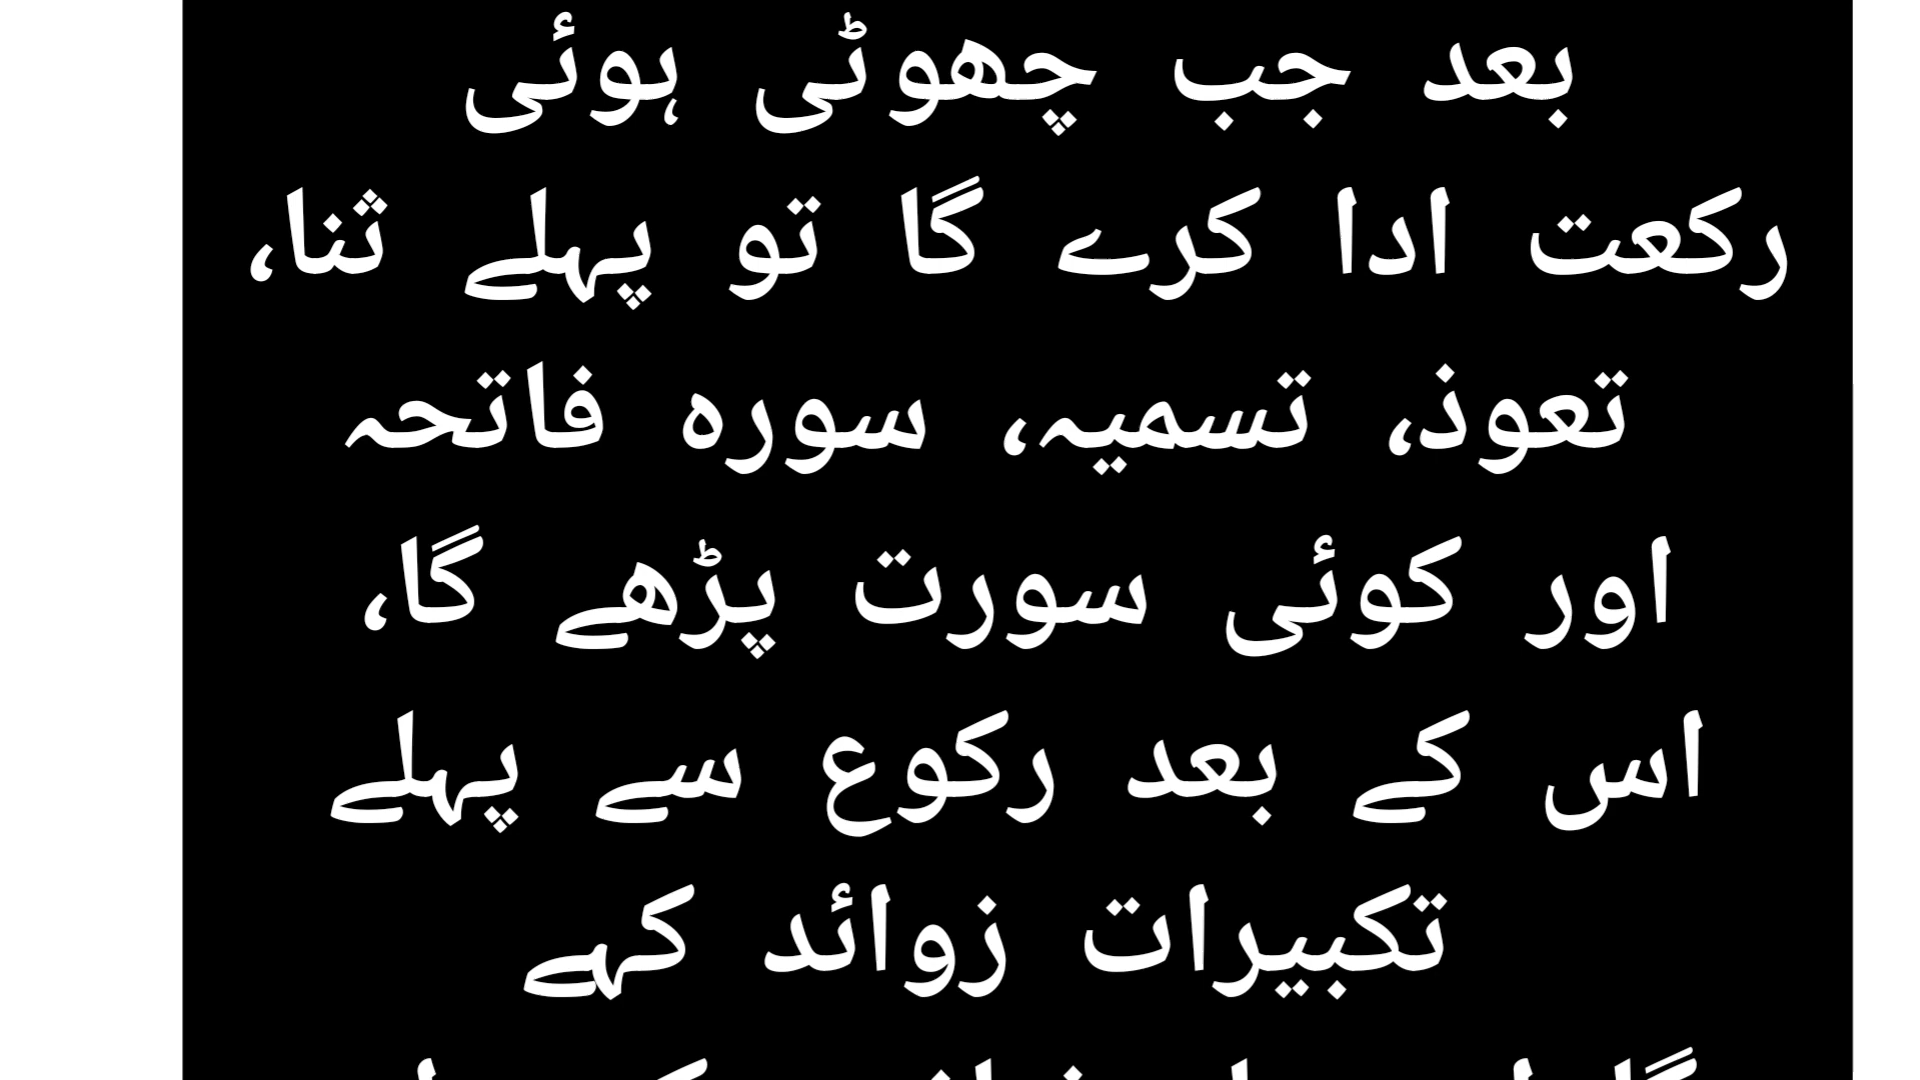 بعد جب چھوٹی ہوئی
رکعت ادا کرے گا تو پہلے ثنا،
تعوذ، تسمیہ، سورہ فاتحہ
اور کوئی سورت پڑھے گا،
اس کے بعد رکوع سے پہلے
تکبیرات زوائد کہے